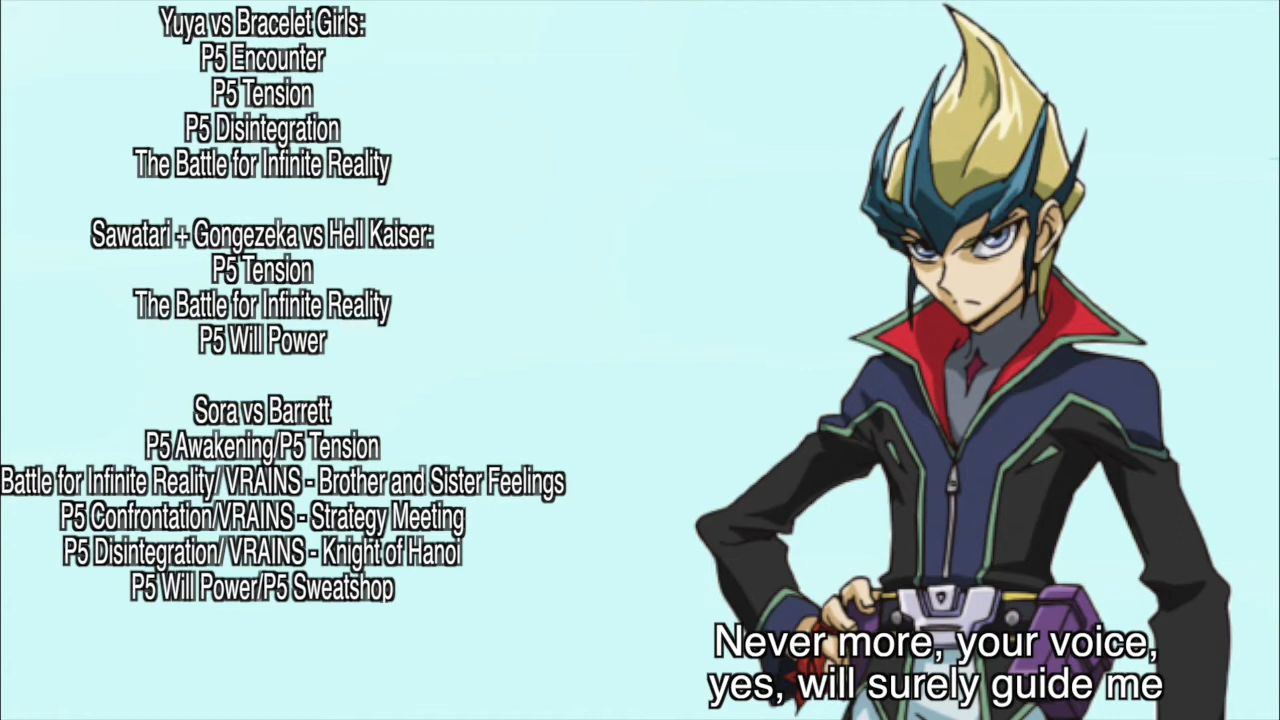 Yuya vs Bracelet Girls:
P5 Encounter
P5 Tension
P5 Disintegration
The Battle for Infinite Reality
Sawatari + Gongezeka vs Hell Kaiser:
P5 Tension
The Battle for Infinite Reality
P5 Will Power
Sora vs Barrett
P5 Awakening/P5 Tension
Battle for Infinite Reality/ VRAINS - Brother and Sister Feelings
P5 Confrontation/VRAINS - Strategy Meeting
P5 Disintegration/ VRAINS - Knight of Hanoi
P5 Will Power/P5 Sweatshop
Never more, your voice,
yes, will surely guide me